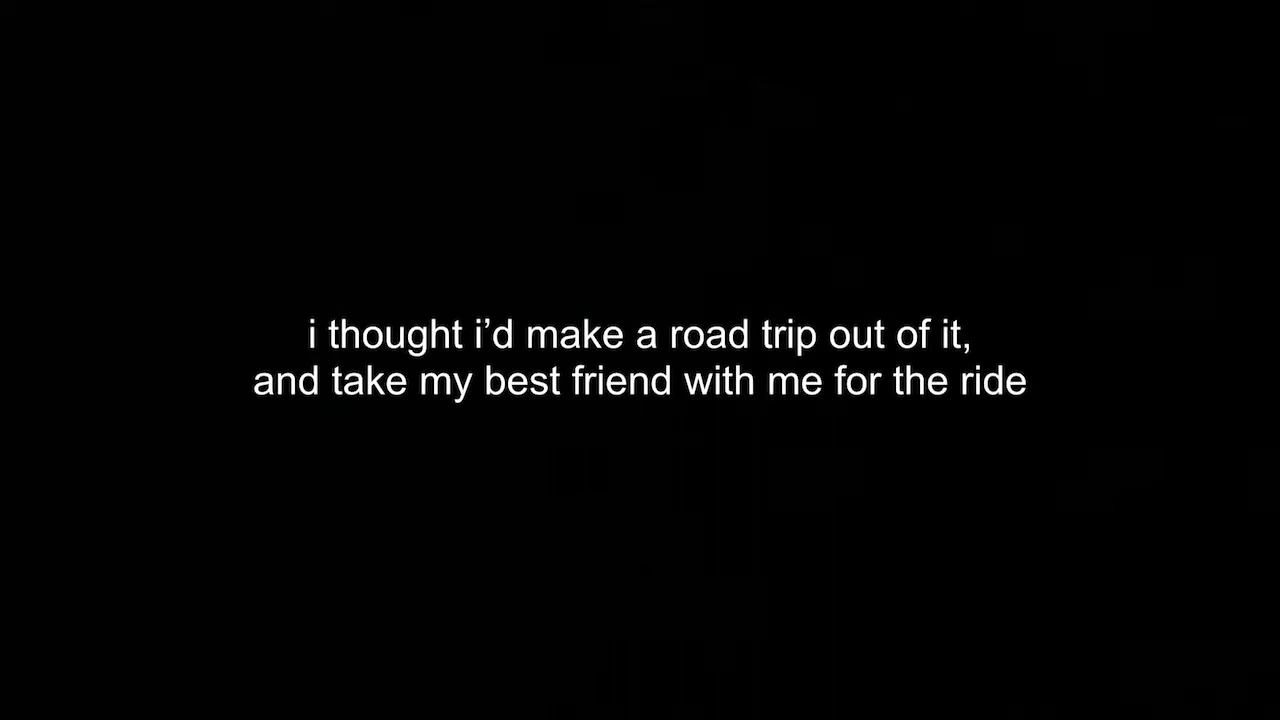 i thought i’d make a road trip out of it,
and take my best friend with me for the ride